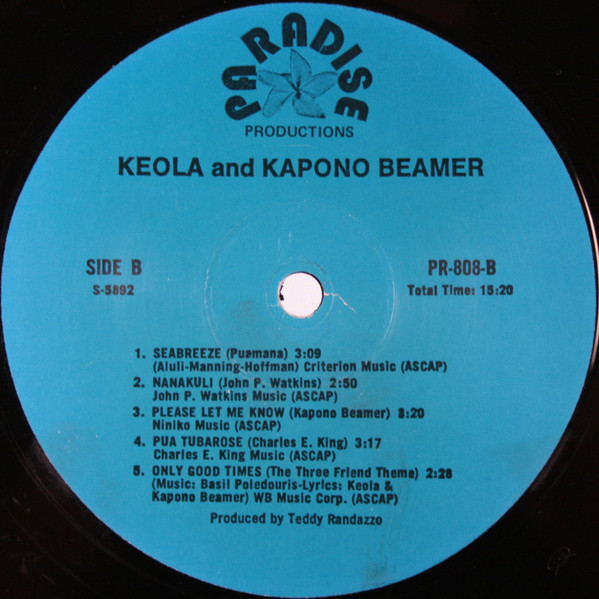 PARADISE
PRODUCTIONS
KEOLA and KAPONO BEAMER
SIDE B
S-5892
PR-808-B
Total Time: 15:20
1. SEABREEZE (Puamana) 3:09
(Aluli-Manning-Hoffman) Criterion Music (ASCAP)
2. NANAKULI (John P. Watkins) 2:50
John P. Watkins Music (ASCAP)
3. PLEASE LET ME KNOW (Kapono Beamer) 3:20
Niniko Music (ASCAP)
4. PUA TUBAROSE (Charles E. King) 3:17
Charles E. King Music (ASCAP)
5. ONLY GOOD TIMES (The Three Friend Theme) 2:28
(Music: Basil Poledouris-Lyrics: Keola &
Kapono Beamer) WB Music Corp. (ASCAP)
Produced by Teddy Randazzo